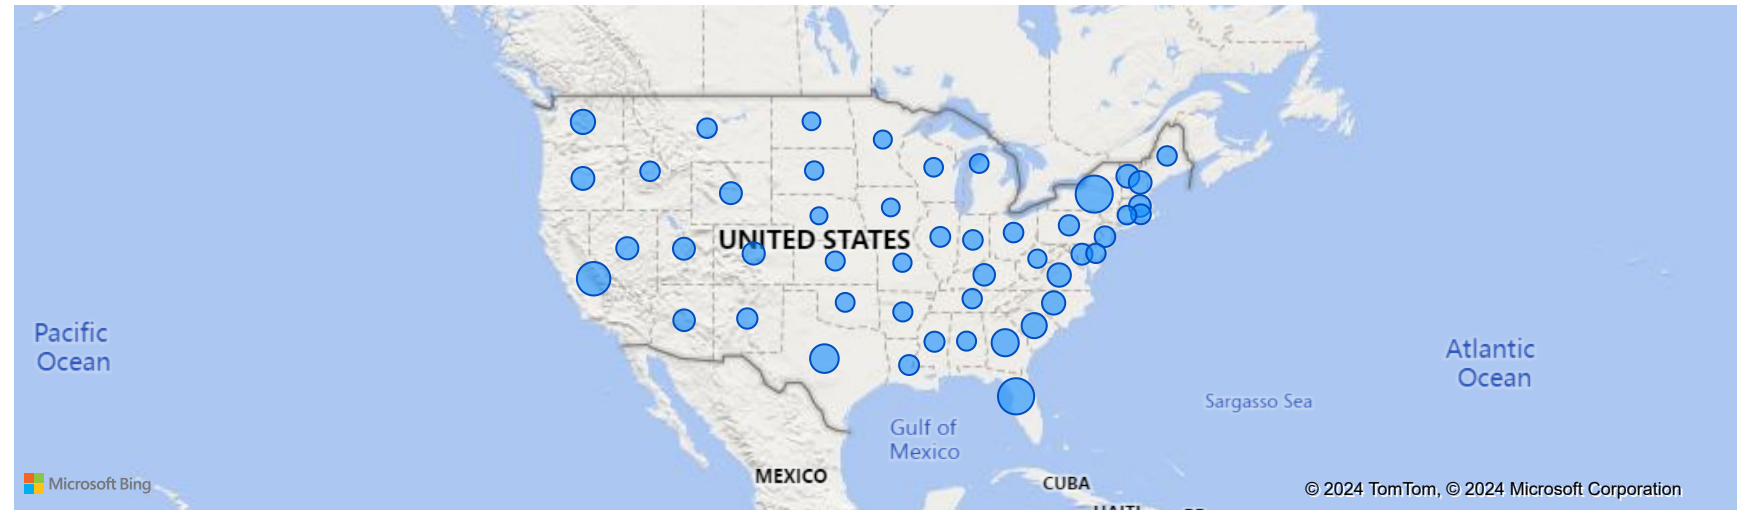 UNITED STATES
Pacific
Ocean
Atlantic
Ocean
Sargasso Sea
Gulf of
Mexico
MEXICO
CUBA
Microsoft Bing
© 2024 TomTom, © 2024 Microsoft Corporation
HAITI